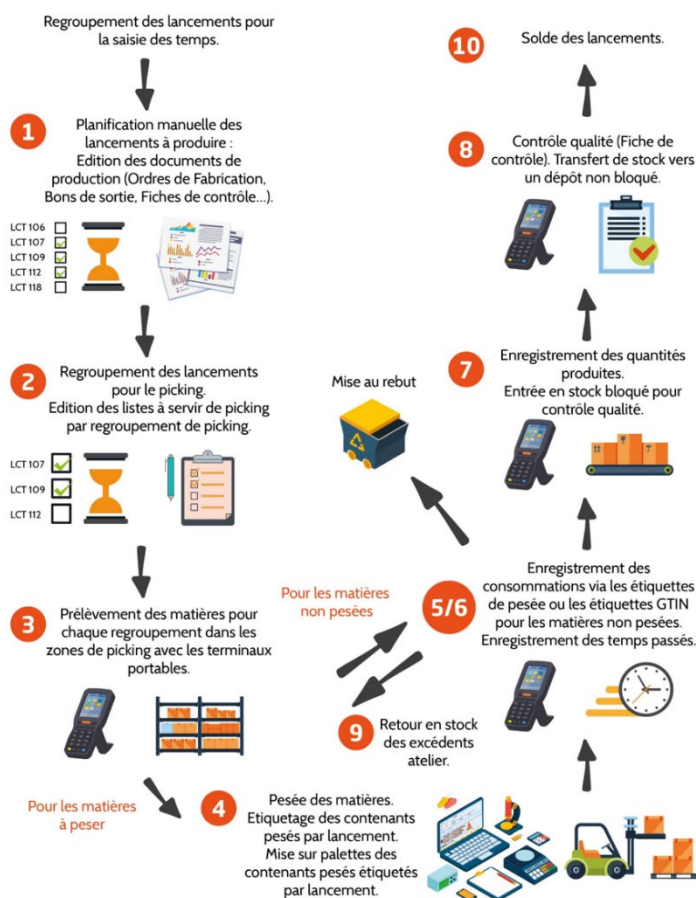 Regroupement des lancements pour
la saisie des temps.
1
Planification manuelle des
lancements à produire :
Edition des documents de
production (Ordres de Fabrication,
Bons de sortie, Fiches de contrôle...).
LCT 106
LCT 107
LCT 109
LCT 112
LCT 118
2
Regroupement des lancements
pour le picking.
Edition des listes à servir de picking
par regroupement de picking.
LCT 107
LCT 109
LCT 112
3
Prélèvement des matières pour
chaque regroupement dans les
zones de picking avec les terminaux
portables.
Pour les matières
à peser
4
Pesée des matières.
Etiquetage des contenants
pesés par lancement.
Mise sur palettes des
contenants pesés étiquetés
par lancement.
Pour les matières
non pesées
5/6
Enregistrement des
consommations via les étiquettes
de pesée ou les étiquettes GTIN
pour les matières non pesées.
Enregistrement des temps passés.
Mise au rebut
7
Enregistrement des quantités
produites.
Entrée en stock bloqué pour
contrôle qualité.
8
Contrôle qualité (Fiche de
contrôle). Transfert de stock vers
un dépôt non bloqué.
9
Retour en stock
des excédents
atelier.
10
Solde des lancements.